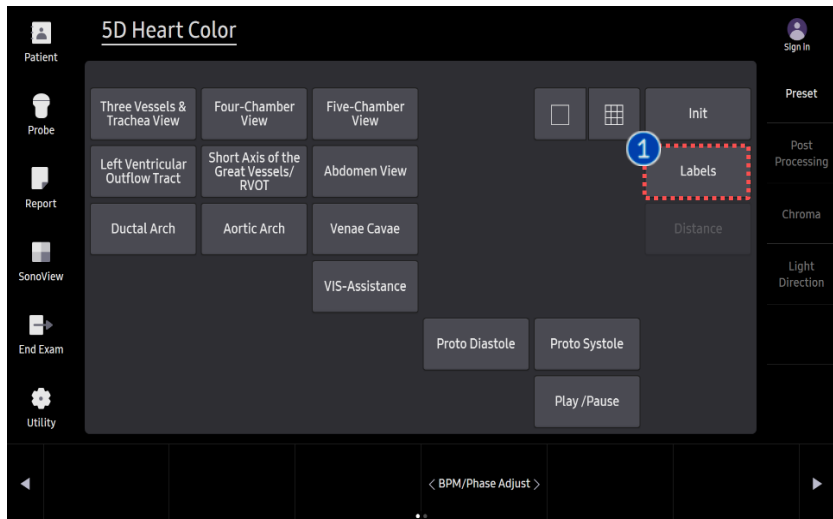 5D Heart Color
Patient
Probe
Report
SonoView
End Exam
Utility
Three Vessels &
Trachea View
Four-Chamber
View
Five-Chamber
View
Init
Left Ventricular
Outflow Tract
Short Axis of the
Great Vessels/
RVOT
Abdomen View
1
Labels
Ductal Arch
Aortic Arch
Venae Cavae
Distance
VIS-Assistance
Proto Diastole
Proto Systole
Play /Pause
Sign In
Preset
Post
Processing
Chroma
Light
Direction
< BPM/Phase Adjust >